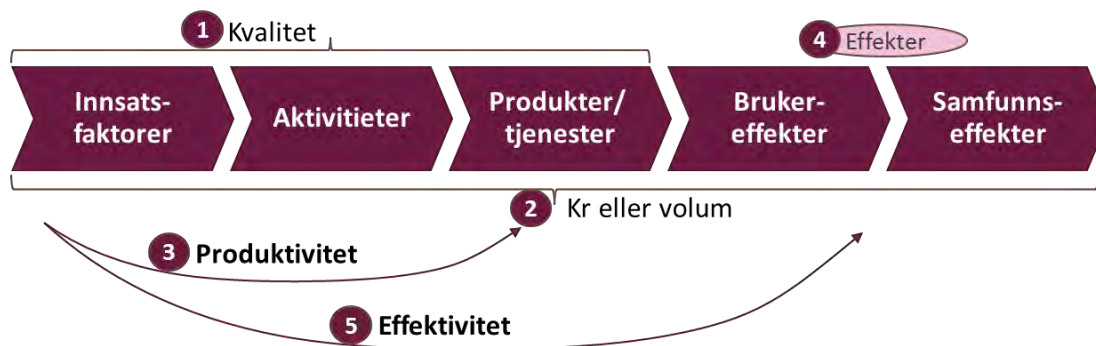 1 Kvalitet
4 Effekter
Innsats-
faktorer
Aktivitieter
Produkter/
tjenester
Bruker-
effekter
Samfunns-
effekter
2 Kr eller volum
3 Produktivitet
5 Effektivitet